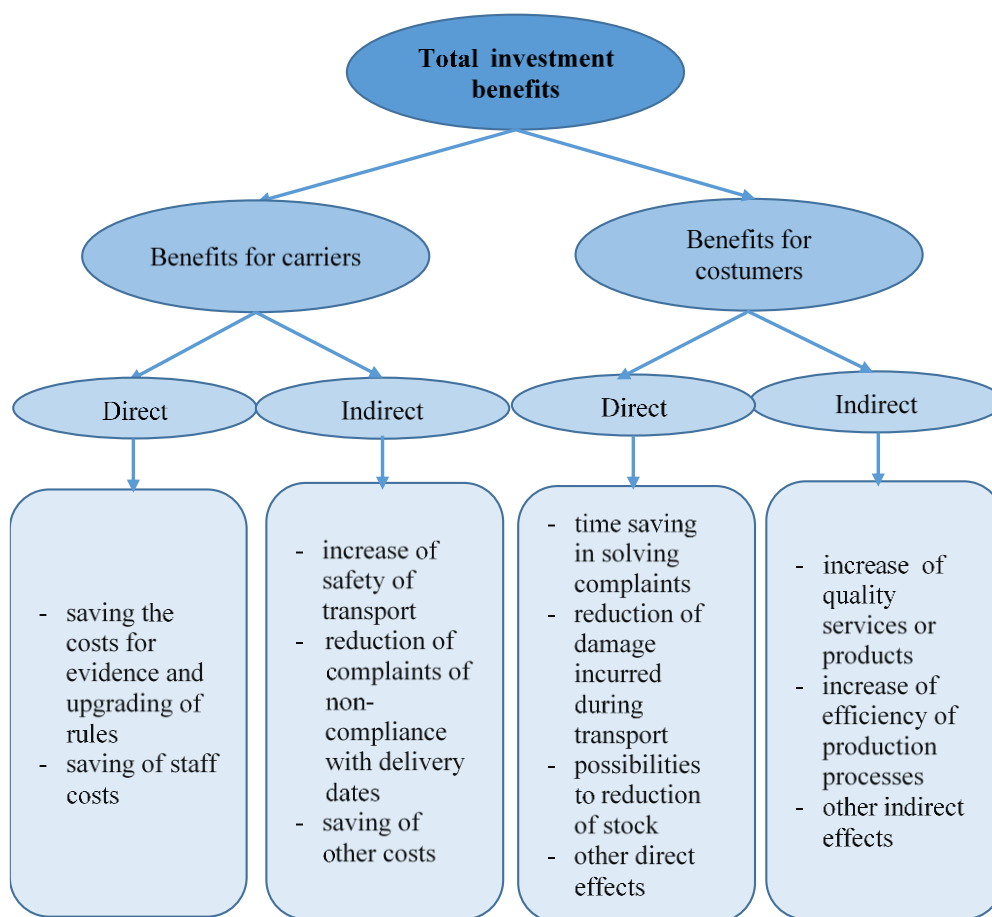 Total investment
benefits
Benefits for carriers
Benefits for
costumers
Direct
Indirect
Direct
Indirect
- saving the
costs for
evidence and
upgrading of
rules
- saving of staff
costs
- increase of
safety of
transport
- reduction of
complaints of
non-
compliance
with delivery
dates
- saving of
other costs
- time saving
in solving
complaints
- reduction of
damage
incurred
during
transport
- possibilities
to reduction
of stock
- other direct
effects
- increase of
quality
services or
products
- increase of
efficiency of
production
processes
- other indirect
effects